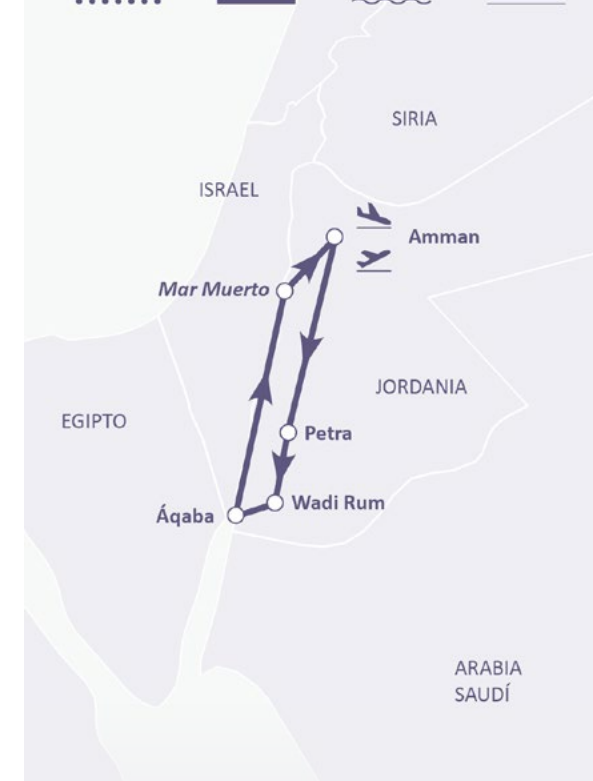 SIRIA
ISRAEL
Amman
Mar Muerto
JORDANIA
EGIPTO
Petra
Wadi Rum
Áqaba
ARABIA
SAUDÍ